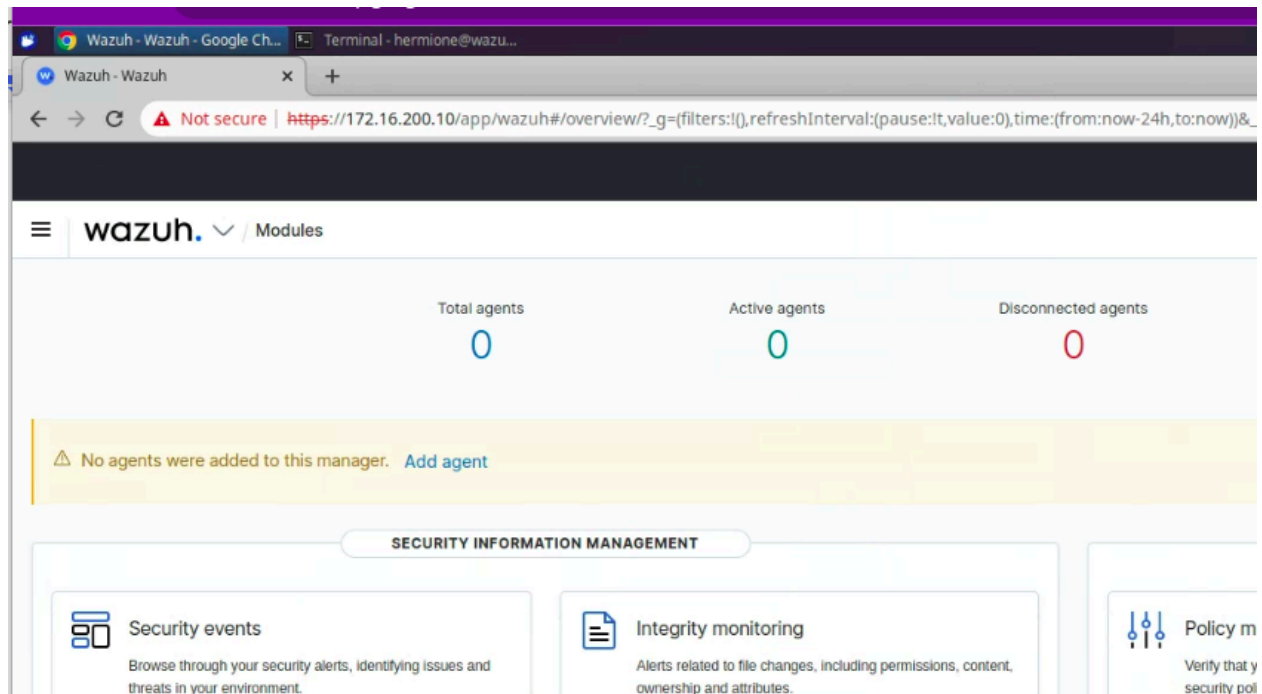 Wazuh - Wazuh - Google Ch...
Terminal - hermione@wazu...
Wazuh - Wazuh
Not secure | https://172.16.200.10/app/wazuh#/overview/?_g=(filters:!(),refreshInterval:(pause:!t,value:0),time:(from:now-24h,to:now))&_
wazuh. / Modules
Total agents
0
Active agents
0
Disconnected agents
0
No agents were added to this manager. Add agent
SECURITY INFORMATION MANAGEMENT
Security events
Browse through your security alerts, identifying issues and
threats in your environment.
Integrity monitoring
Alerts related to file changes, including permissions, content,
ownership and attributes.
Policy m
Verify that y
security poli